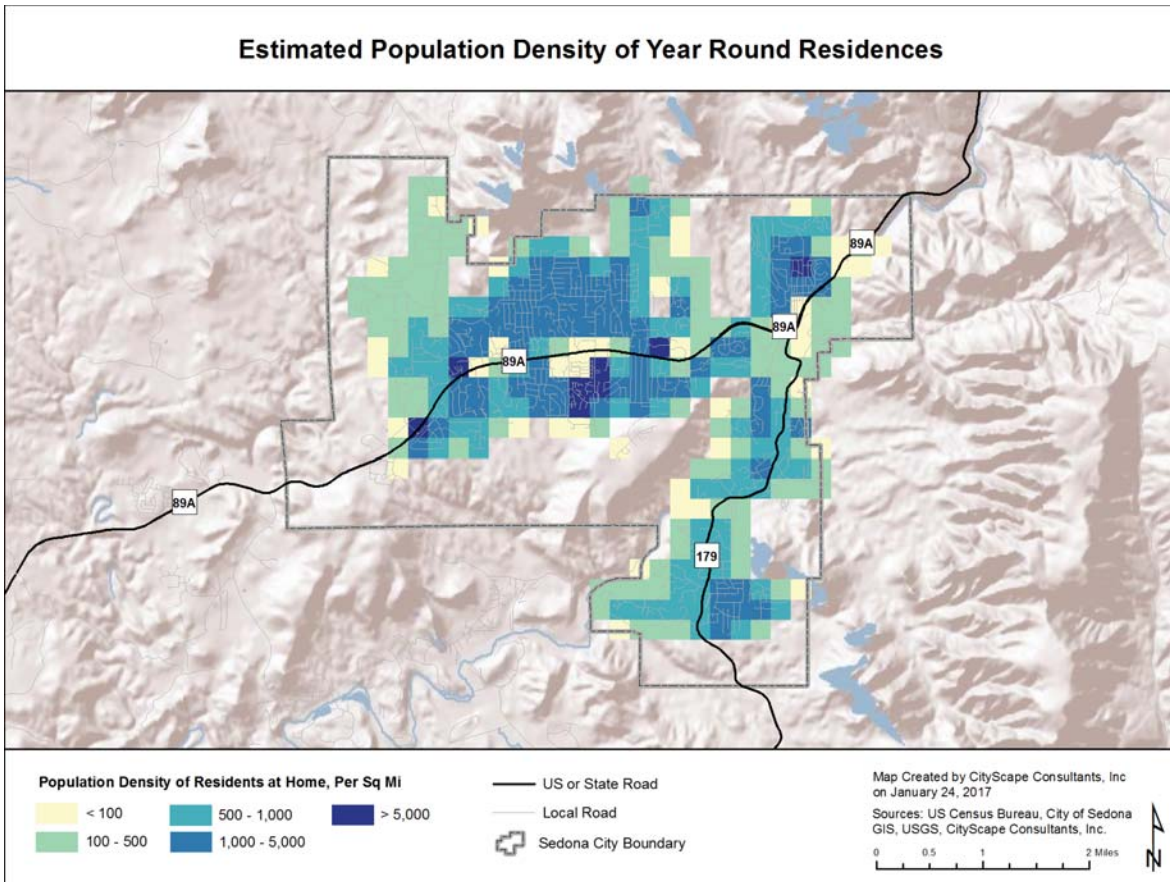 Estimated Population Density of Year Round Residences
89A
89A
89A
89A
179
Population Density of Residents at Home, Per Sq Mi
< 100
500 - 1,000
> 5,000
100 - 500
1,000 - 5,000
US or State Road
Local Road
Sedona City Boundary
Map Created by CityScape Consultants, Inc
on January 24, 2017
Sources: US Census Bureau, City of Sedona
GIS, USGS, CityScape Consultants, Inc.
0 0.5 1 2 Miles
N